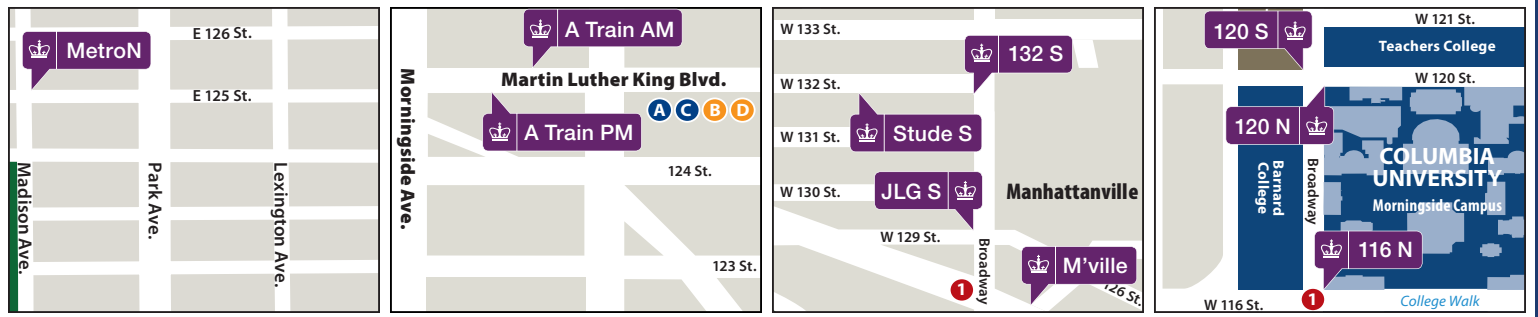 E 126 St.
MetroN
E 125 St.
Madison Ave.
Park Ave.
Lexington Ave.
A Train AM
Martin Luther King Blvd.
A C B D
A Train PM
Morningside Ave.
124 St.
123 St.
W 133 St.
132 S
W 132 St.
Stude S
W 131 St.
JLG S
W 130 St.
Manhattanville
W 129 St.
Broadway
M'ville
126 St.
1
W 121 St.
120 S
Teachers College
W 120 St.
120 N
COLUMBIA
UNIVERSITY
Morningside Campus
Barnard
College
Broadway
116 N
W 116 St.
1
College Walk